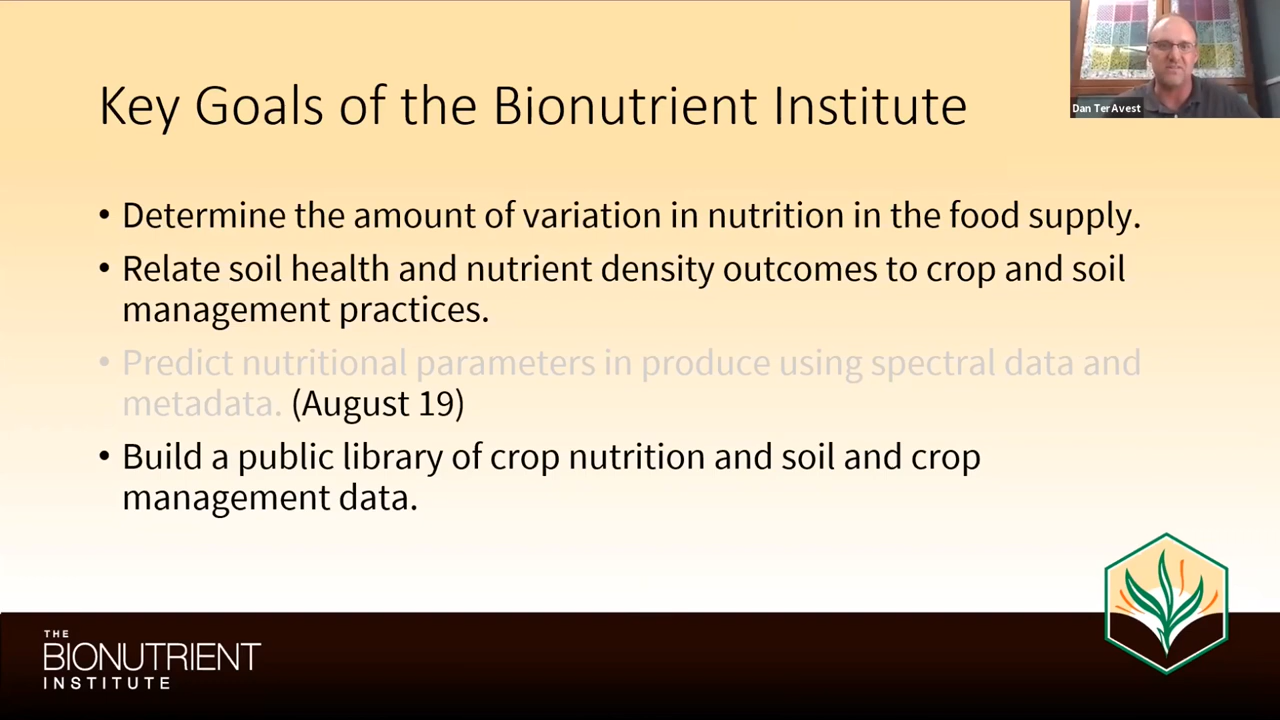 Key Goals of the Bionutrient Institute
Dan TerAvest
• Determine the amount of variation in nutrition in the food supply.
• Relate soil health and nutrient density outcomes to crop and soil
management practices.
• Predict nutritional parameters in produce using spectral data and
metadata. (August 19)
• Build a public library of crop nutrition and soil and crop
management data.
THE
BIONUTRIENT
INSTITUTE